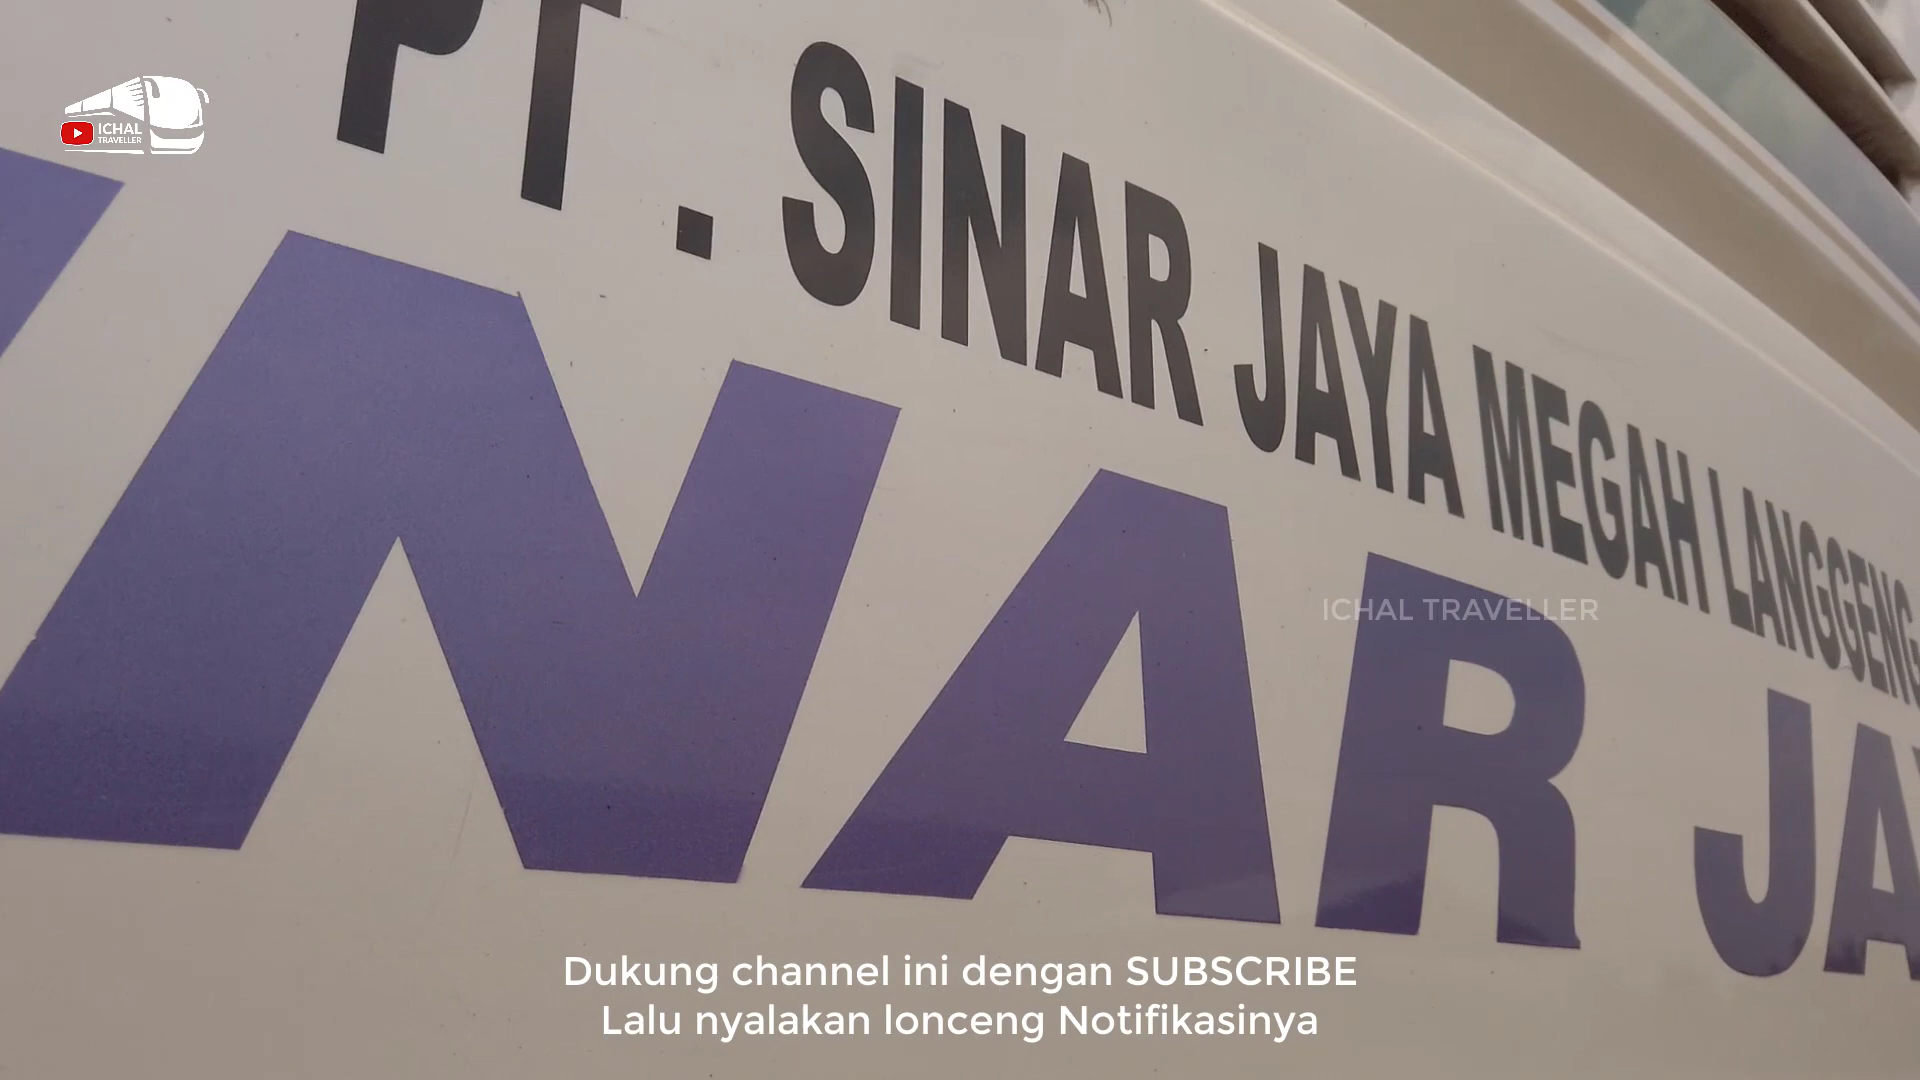 ICHAL
TRAVELLER
PT. SINAR JAYA MEGAH LANGGENG
NAR JA
ICHAL TRAVELLER
Dukung channel ini dengan SUBSCRIBE
Lalu nyalakan lonceng Notifikasinya